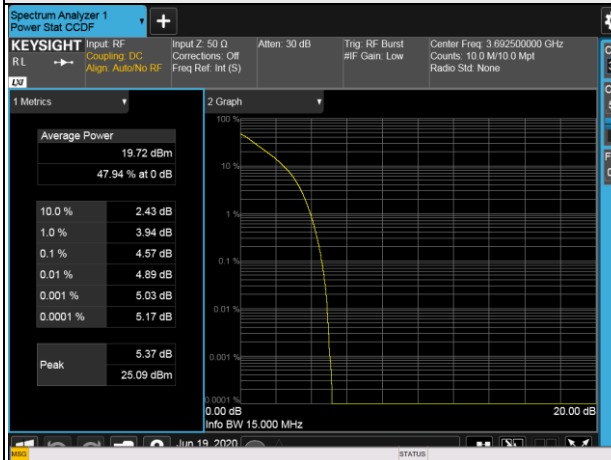 Spectrum Analyzer 1
Power Stat CCDF
KEYSIGHT
RL
LXI
Input: RF
Coupling: DC
Align: Auto/No RF
Input Z: 50 Ω
Corrections: Off
Freq Ref: Int (S)
Atten: 30 dB
Trig: RF Burst
#IF Gain: Low
Center Freq: 3.692500000 GHz
Counts: 10.0 M/10.0 Mpt
Radio Std: None
1 Metrics
2 Graph
Average Power
19.72 dBm
47.94 % at 0 dB
10.0 % 2.43 dB
1.0 % 3.94 dB
0.1 % 4.57 dB
0.01 % 4.89 dB
0.001 % 5.03 dB
0.0001 % 5.17 dB
Peak
5.37 dB
25.09 dBm
100 %
10 %
1 %
0.1 %
0.01 %
0.001 %
0.0001 %
0.00 dB 20.00 dB
Info BW 15.000 MHz
Jun 19, 2020
MSG STATUS